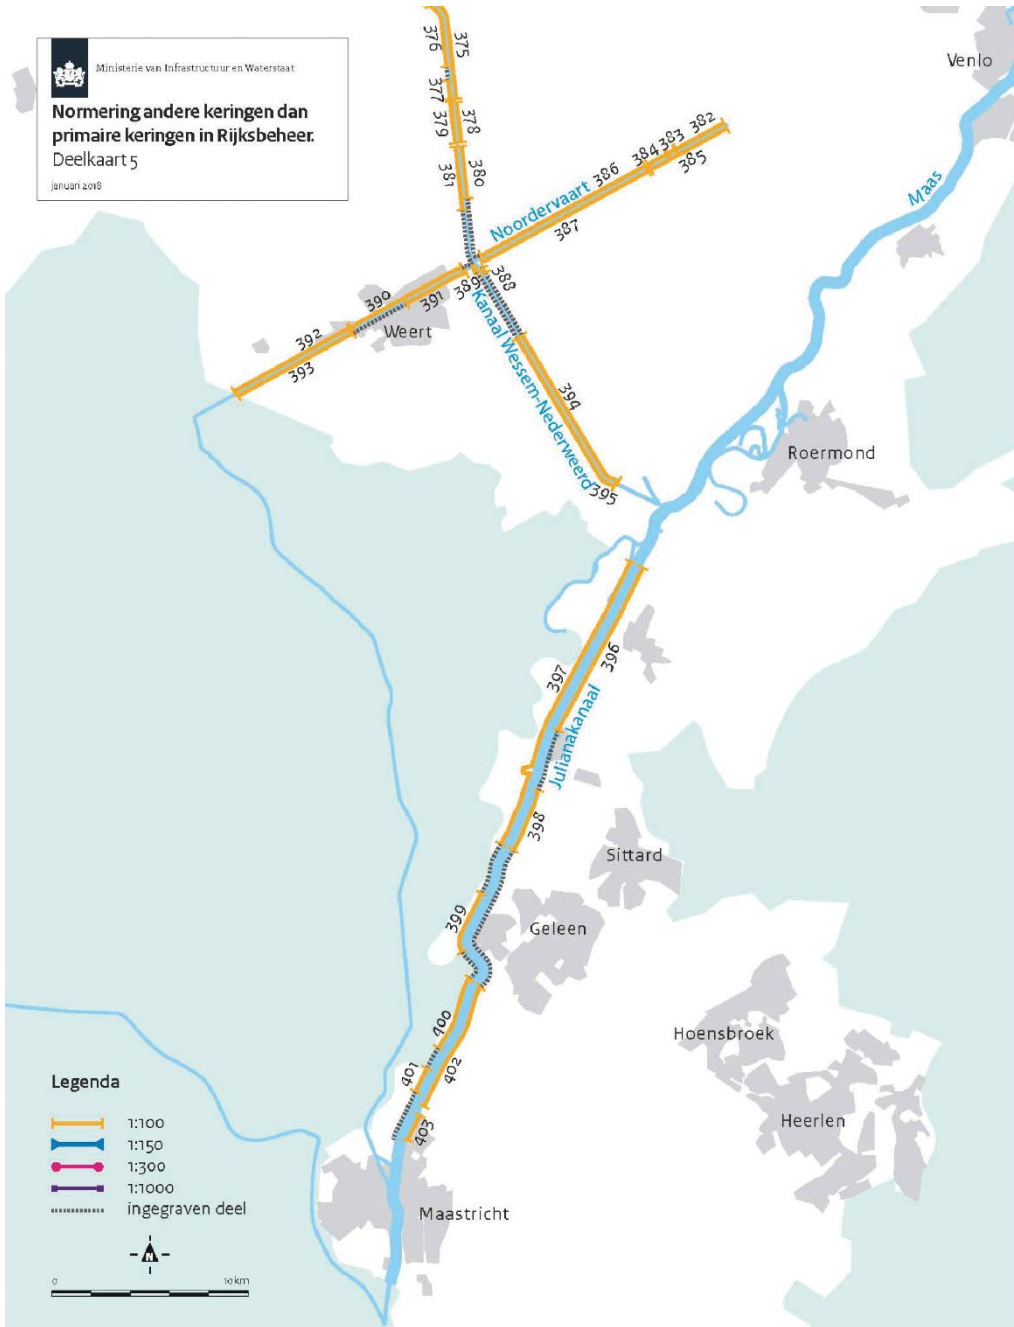 Ministerie van Infrastructuur en Waterstaat
Normering andere keringen dan
primaire keringen in Rijksbeheer.
Deelkaart 5
januari 2018
376
375
377
378
379
380
381
Venlo
382
383
384
385
386
Noordervaart
387
Maas
388
389
390
391
Weert
392
393
Kanaal Wessem-Nederweerd
394
395
Roermond
396
397
Julianakanaal
398
Sittard
399
Geleen
400
Hoensbroek
401
402
Heerlen
403
Maastricht
Legenda
1:100
1:150
1:300
1:1000
ingegraven deel
N
0 10 km